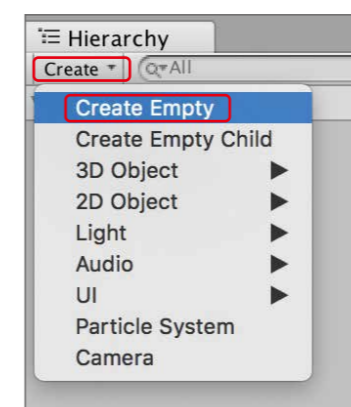 Hierarchy
Create
All
Create Empty
Create Empty Child
3D Object
2D Object
Light
Audio
UI
Particle System
Camera